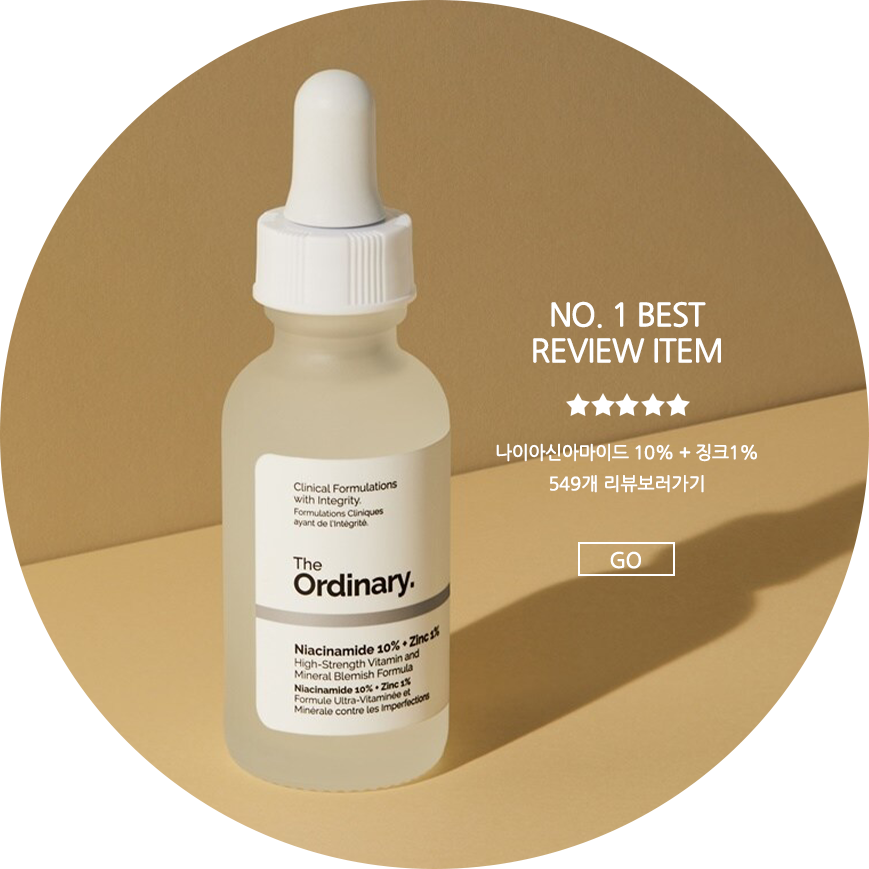 Clinical Formulations
with Integrity.
Formulations Cliniques
ayant de l'Intégrité.
The
Ordinary.
Niacinamide 10% + Zinc 1%
High-Strength Vitamin and
Mineral Blemish Formula
Niacinamide 10% + Zinc 1%
Formule Ultra-Vitaminée et
Minérale contre les Imperfections
NO. 1 BEST
REVIEW ITEM
★★★★★
나이아신아마이드 10% + 징크1%
549개 리뷰보러가기
GO